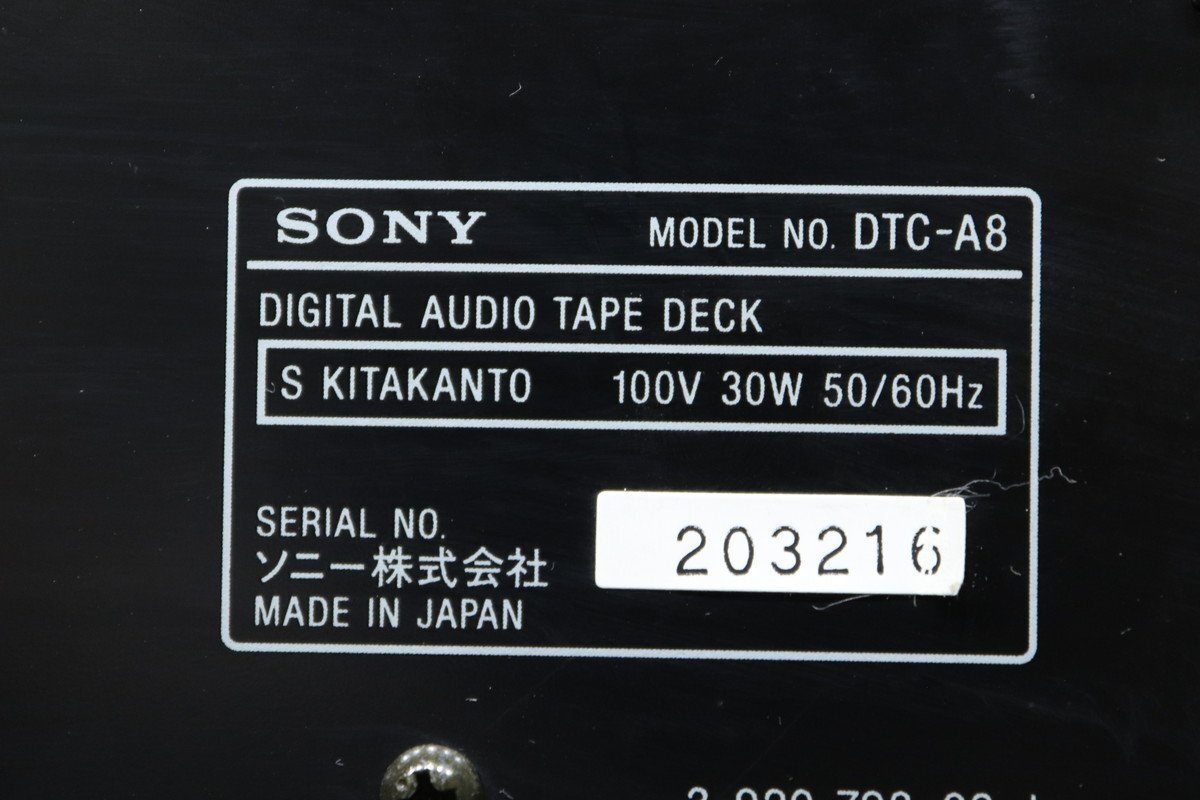 SONY MODEL NO. DTC-A8
DIGITAL AUDIO TAPE DECK
S KITAKANTO 100V 30W 50/60Hz
SERIAL NO. 203216
ソニー株式会社
MADE IN JAPAN